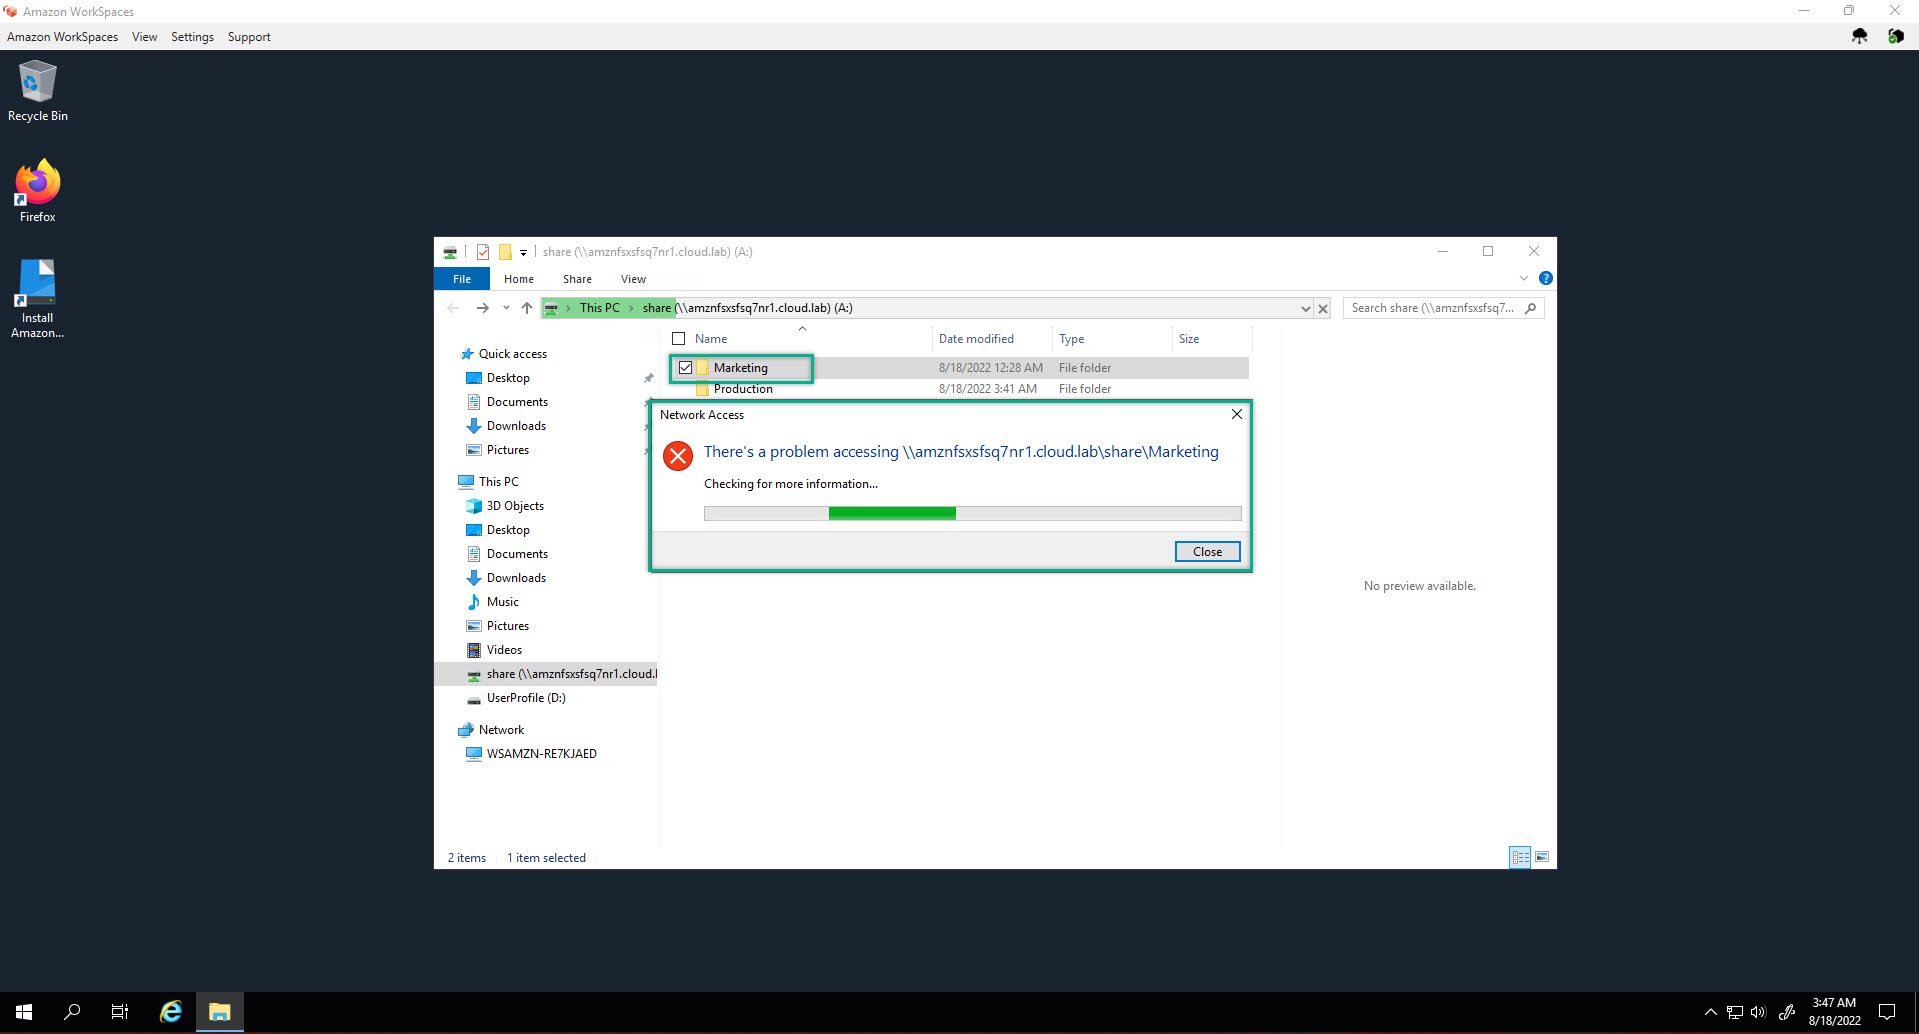 Amazon WorkSpaces
Amazon WorkSpaces View Settings Support
Recycle Bin
Firefox
Install
Amazon...
share (\\amznfsxsfsq7nr1.cloud.lab) (A:)
File Home Share View
This PC share (\\amznfsxsfsq7nr1.cloud.lab) (A:)
Search share (\\amznfsxsfsq7...
Name Date modified Type Size
Marketing 8/18/2022 12:28 AM File folder
Production 8/18/2022 3:41 AM File folder
Quick access
Desktop
Documents
Downloads
Pictures
This PC
3D Objects
Desktop
Documents
Downloads
Music
Pictures
Videos
share (\\amznfsxsfsq7nr1.cloud.l
UserProfile (D:)
Network
WSAMZN-RE7KJAED
Network Access
There's a problem accessing \\amznfsxsfsq7nr1.cloud.lab\share\Marketing
Checking for more information...
Close
No preview available.
2 items 1 item selected
3:47 AM
8/18/2022